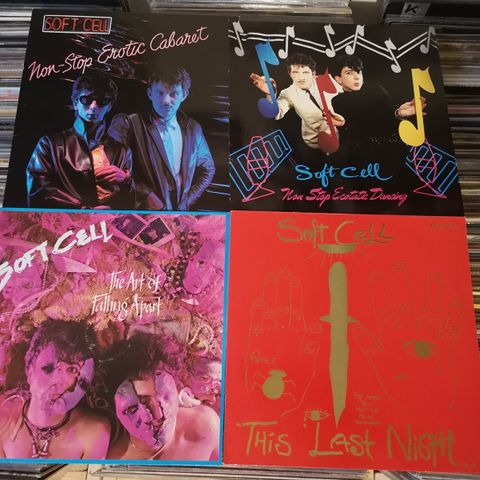 SOFT CELL
Non-Stop Erotic Cabaret
Soft Cell
Non Stop Ecstatic Dancing
SOFT CELL
The Art of
Falling Apart
Soft Cell
This Last Night...